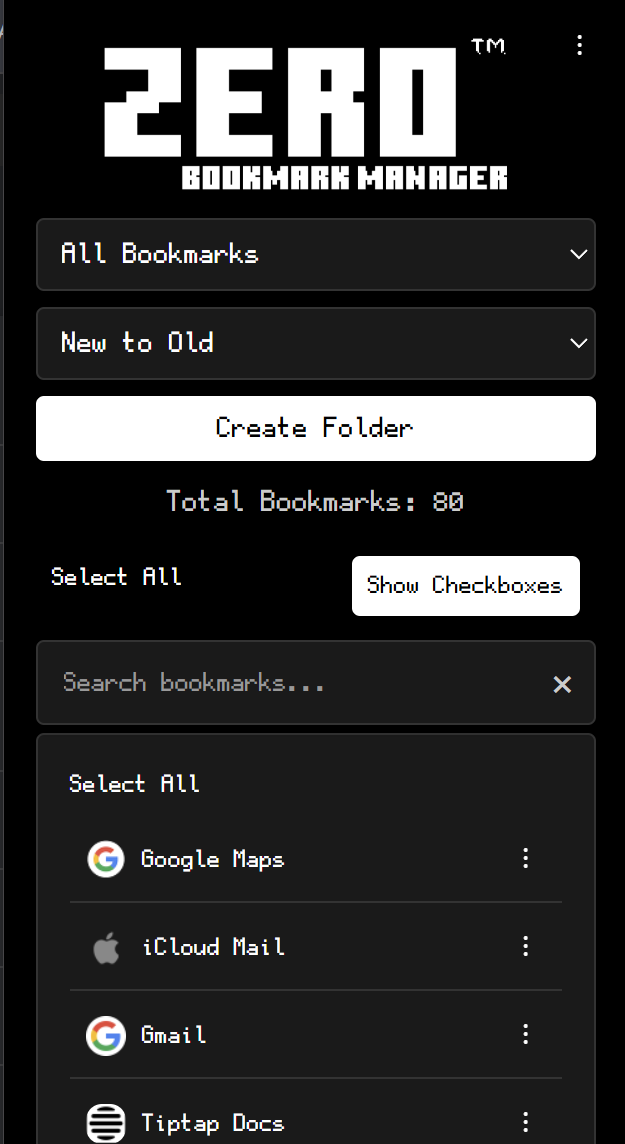 ZERO™
BOOKMARK MANAGER
All Bookmarks
New to Old
Create Folder
Total Bookmarks: 80
Select All
Show Checkboxes
Search bookmarks...
Select All
Google Maps
iCloud Mail
Gmail
Tiptap Docs